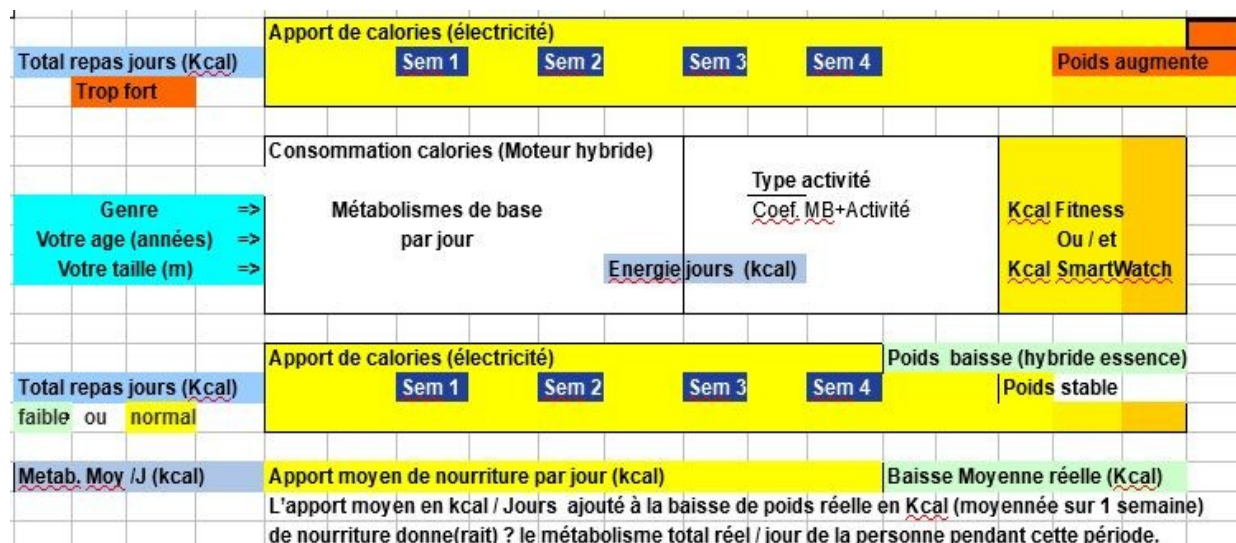 Apport de calories (électricité)
Total repas jours (Kcal) Sem 1 Sem 2 Sem 3 Sem 4 Poids augmente
Trop fort
Consommation calories (Moteur hybride)
Type activité
Genre => Métabolismes de base Coef. MB+Activité Kcal Fitness
Votre age (années) => par jour Ou / et
Votre taille (m) => Energie jours (kcal) Kcal SmartWatch
Apport de calories (électricité) Poids baisse (hybride essence)
Total repas jours (Kcal) Sem 1 Sem 2 Sem 3 Sem 4 Poids stable
faible ou normal
Metab. Moy /J (kcal) Apport moyen de nourriture par jour (kcal) Baisse Moyenne réelle (Kcal)
L'apport moyen en kcal / Jours ajouté à la baisse de poids réelle en Kcal (moyennée sur 1 semaine)
de nourriture donne(rait) ? le métabolisme total réel / jour de la personne pendant cette période.